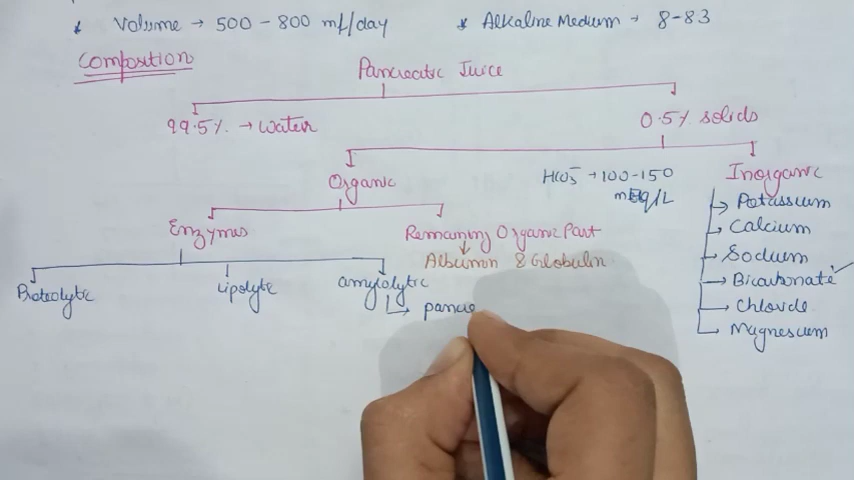 * Volume → 500 - 800 ml/day
* Alkaline Medium → 8-83
Composition
Pancreatic Juice
99.5% → water
0.5% solids
Organic
HCO3⁻ → 100-150
mEq/L
Inorganic
→ Potassium
→ Calcium
→ Sodium
→ Bicarbonate ✓
→ Chloride
→ Magnesium
Enzymes
Remaining Organic Part
↓
Albumin & Globulin
Proteolytic
Lipolytc
amylolytic
→ pancre